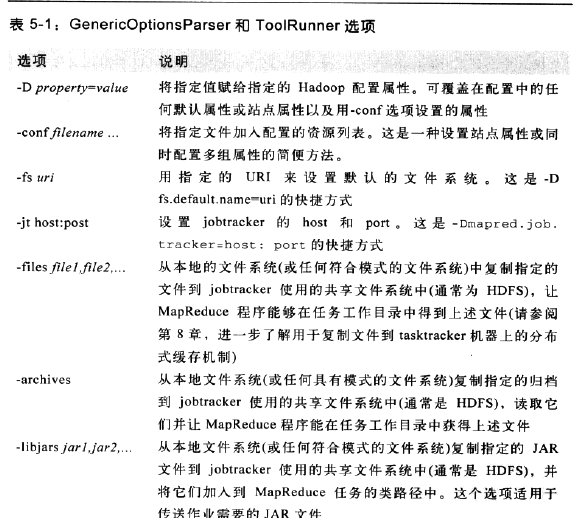 表 5-1：GenericOptionsParser 和 ToolRunner 选项
选项 说明
-D property=value 将指定值赋给指定的 Hadoop 配置属性。可覆盖在配置中的任
何默认属性或站点属性以及用-conf 选项设置的属性
-conf filename ... 将指定文件加入配置的资源列表。这是一种设置站点属性或同
时配置多组属性的简便方法。
-fs uri 用指定的 URI 来设置默认的文件系统。这是 -D
fs.default.name=uri 的快捷方式
-jt host:post 设置 jobtracker 的 host 和 port。这是 -Dmapred.job.
tracker=host: port 的快捷方式
-files file1,file2,... 从本地的文件系统(或任何符合模式的文件系统)中复制指定的
文件到 jobtracker 使用的共享文件系统中(通常为 HDFS)，让
MapReduce 程序能够在任务工作目录中得到上述文件(请参阅
第 8 章，进一步了解用于复制文件到 tasktracker 机器上的分布
式缓存机制)
-archives 从本地文件系统(或任何具有模式的文件系统)复制指定的归档
到 jobtracker 使用的共享文件系统中(通常是 HDFS)，读取它
们并让 MapReduce 程序能在任务工作目录中获得上述文件
-libjars jar1,jar2,... 从本地文件系统(或任何符合模式的文件系统)复制指定的 JAR
文件到 jobtracker 使用的共享文件系统中(通常是 HDFS)，并
将它们加入到 MapReduce 任务的类路径中。这个选项适用于
传送作业需要的 JAR 文件